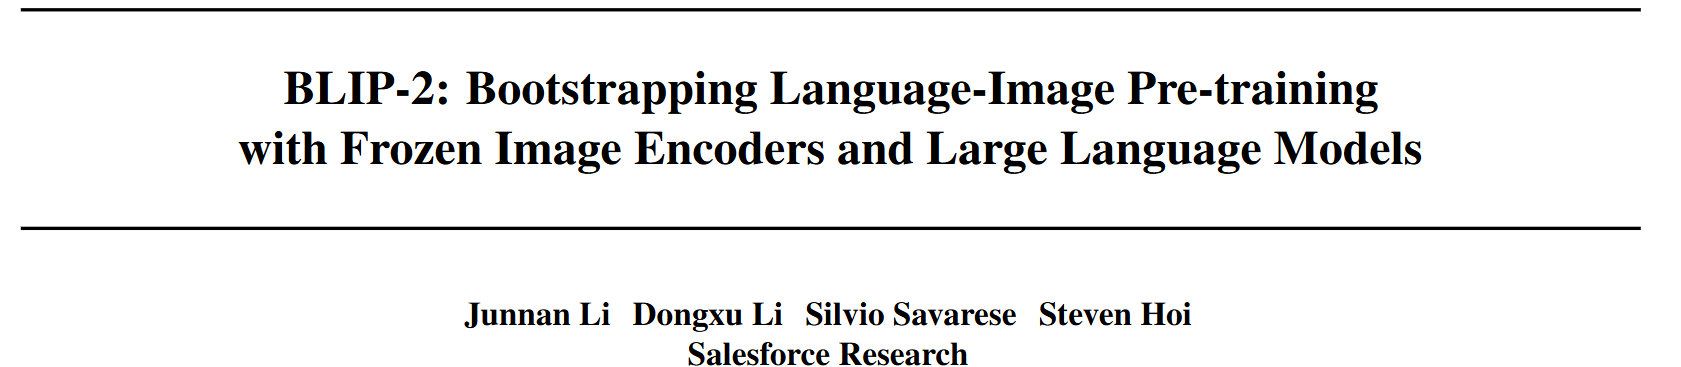 BLIP-2: Bootstrapping Language-Image Pre-training
with Frozen Image Encoders and Large Language Models
Junnan Li Dongxu Li Silvio Savarese Steven Hoi
Salesforce Research